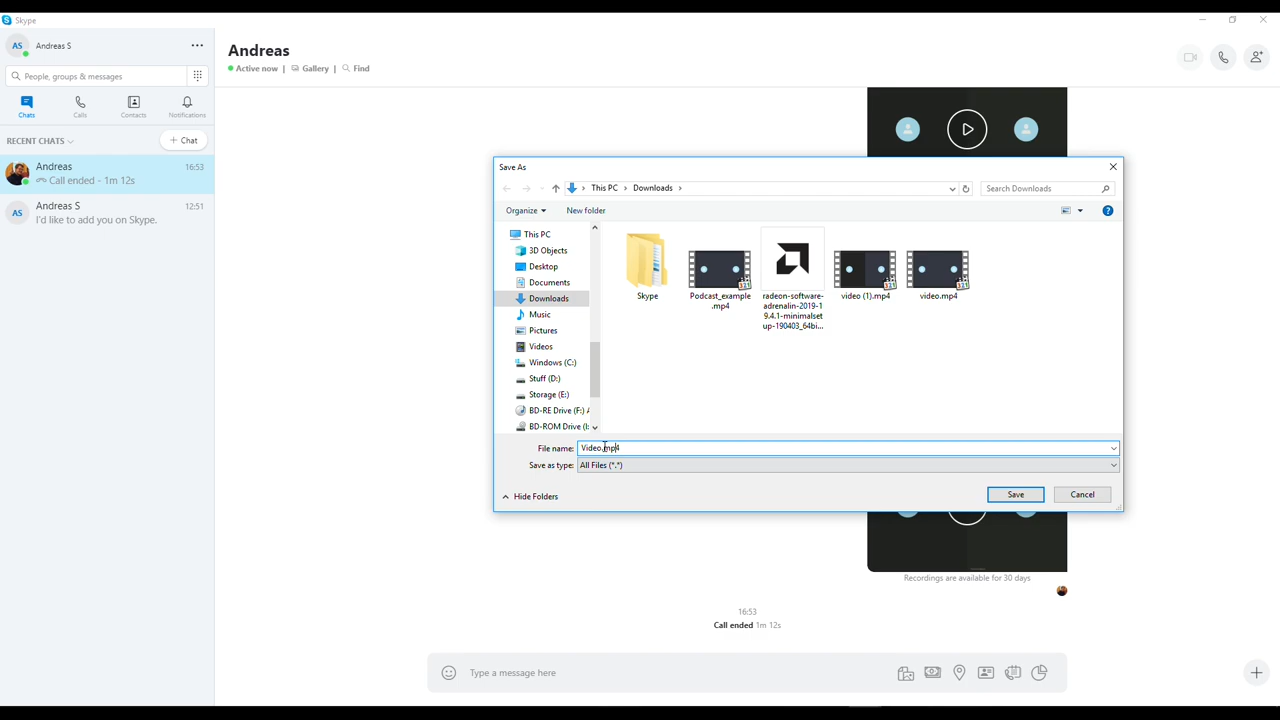 Skype
AS Andreas S
People, groups & messages
Chats Calls Contacts Notifications
RECENT CHATS + Chat
Andreas 16:53
Call ended - 1m 12s
AS Andreas S 12:51
I'd like to add you on Skype.
Andreas
Active now | Gallery | Find
Save As
This PC > Downloads >
Search Downloads
Organize New folder
This PC
3D Objects
Desktop
Documents
Downloads
Music
Pictures
Videos
Windows (C:)
Stuff (D:)
Storage (E:)
BD-RE Drive (F:) A
BD-ROM Drive (I:
Skype
Podcast_example
.mp4
radeon-software-
adrenalin-2019-1
9.4.1-minimalset
up-190403_64bi...
video (1).mp4
video.mp4
File name: Video.mp4
Save as type: All Files (*.*)
Hide Folders
Save Cancel
Recordings are available for 30 days
16:53
Call ended 1m 12s
Type a message here